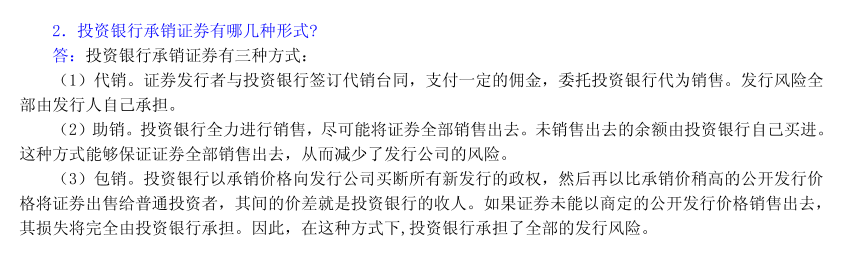 2．投资银行承销证券有哪几种形式?
答：投资银行承销证券有三种方式：
（1）代销。证券发行者与投资银行签订代销台同，支付一定的佣金，委托投资银行代为销售。发行风险全
部由发行人自己承担。
（2）助销。投资银行全力进行销售，尽可能将证券全部销售出去。未销售出去的余额由投资银行自己买进。
这种方式能够保证证券全部销售出去，从而减少了发行公司的风险。
（3）包销。投资银行以承销价格向发行公司买断所有新发行的政权，然后再以比承销价稍高的公开发行价
格将证券出售给普通投资者，其间的价差就是投资银行的收人。如果证券未能以商定的公开发行价格销售出去，
其损失将完全由投资银行承担。因此，在这种方式下,投资银行承担了全部的发行风险。